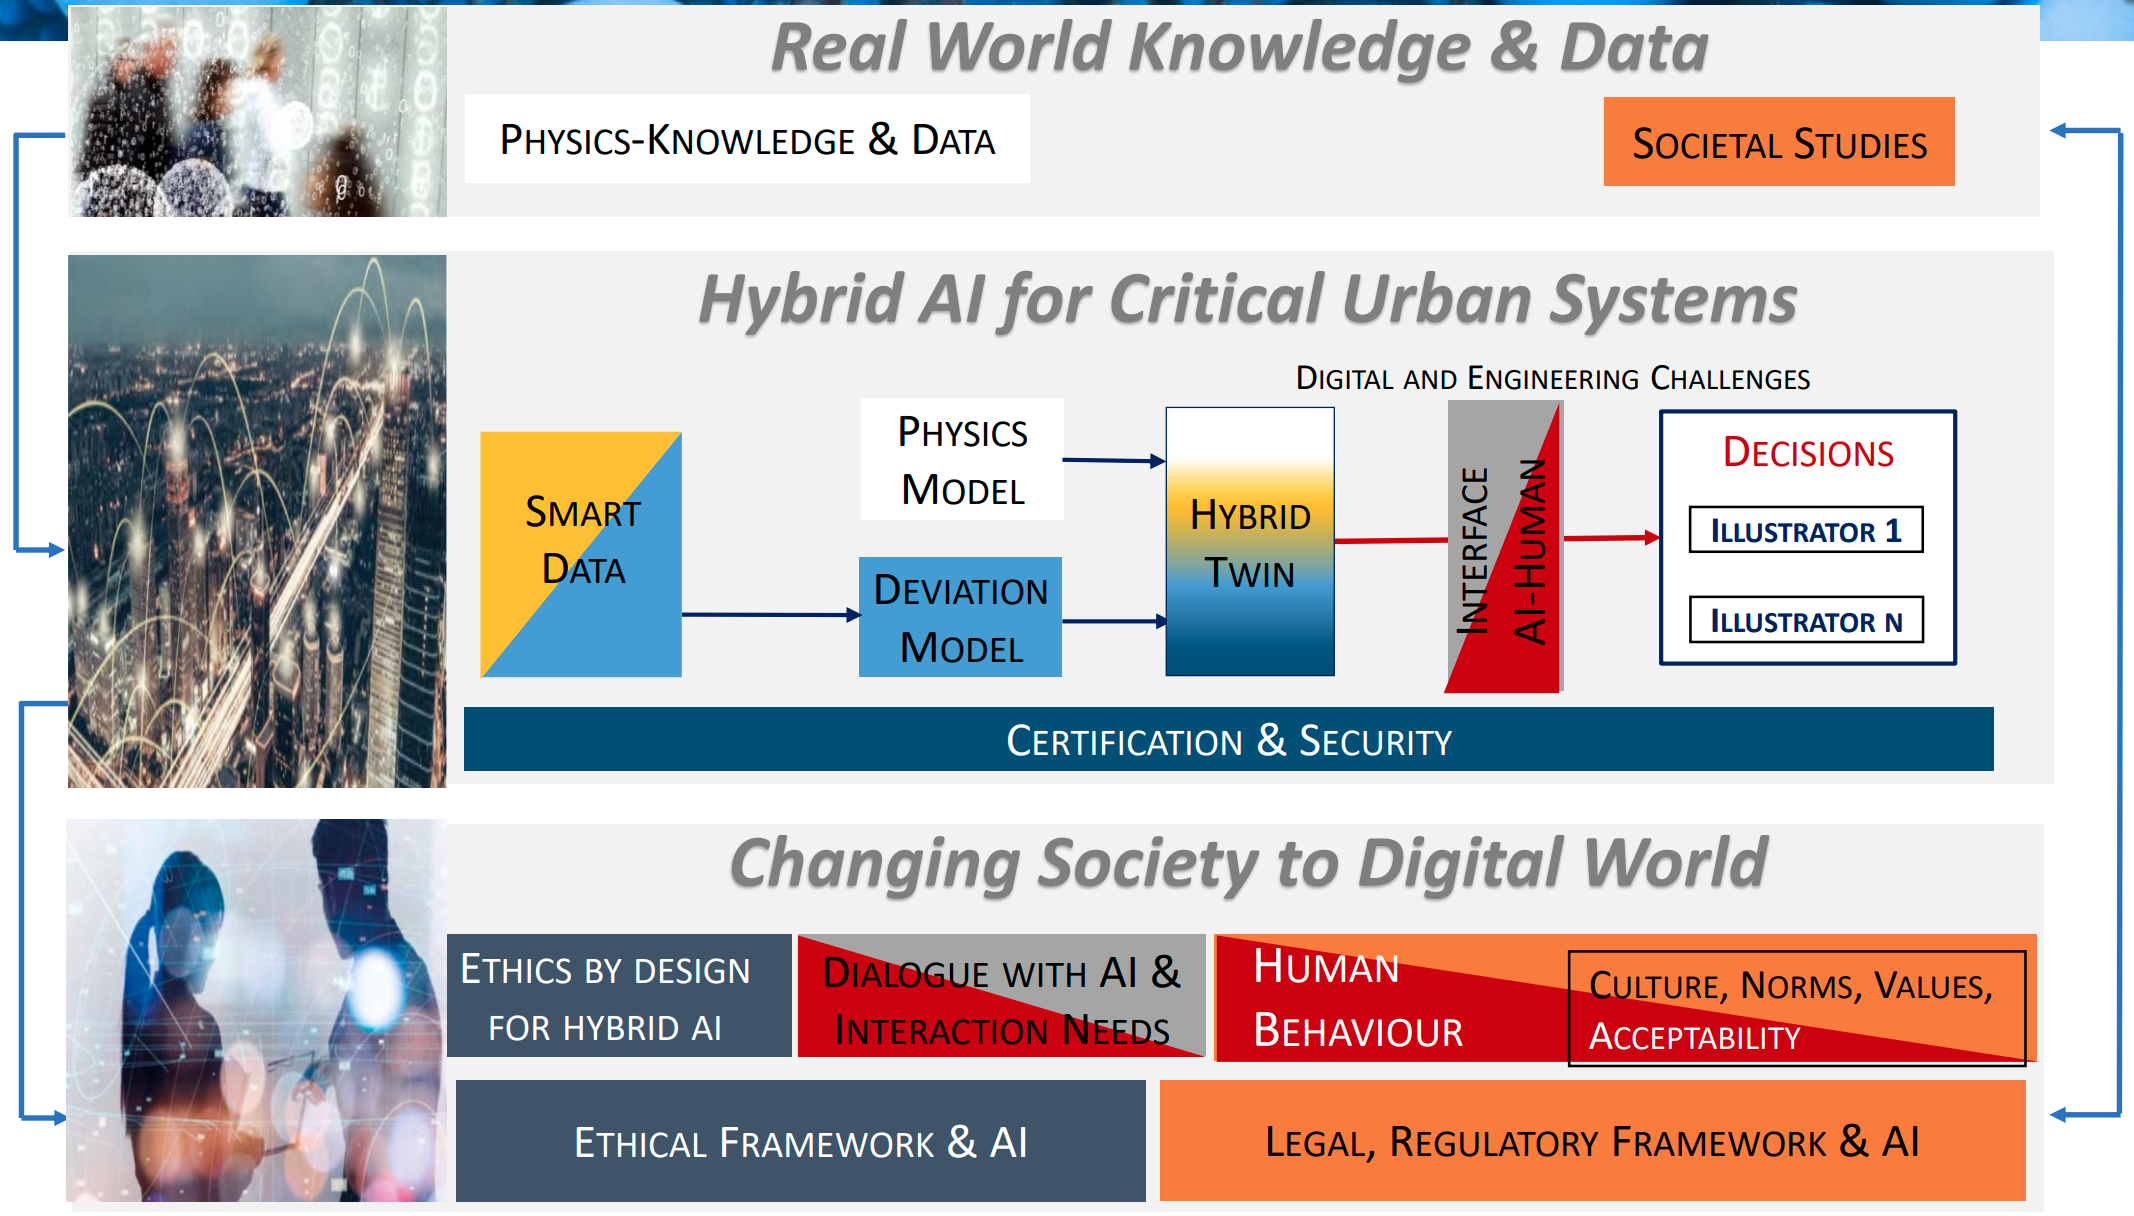 Real World Knowledge & Data
Physics-Knowledge & Data
Societal Studies
Hybrid AI for Critical Urban Systems
Digital and Engineering Challenges
Smart
Data
Physics
Model
Deviation
Model
Hybrid
Twin
Interface
AI-Human
Decisions
Illustrator 1
Illustrator n
Certification & Security
Changing Society to Digital World
Ethics by design
for hybrid AI
Dialogue with AI &
Interaction Needs
Human
Behaviour
Culture, Norms, Values,
Acceptability
Ethical Framework & AI
Legal, Regulatory Framework & AI